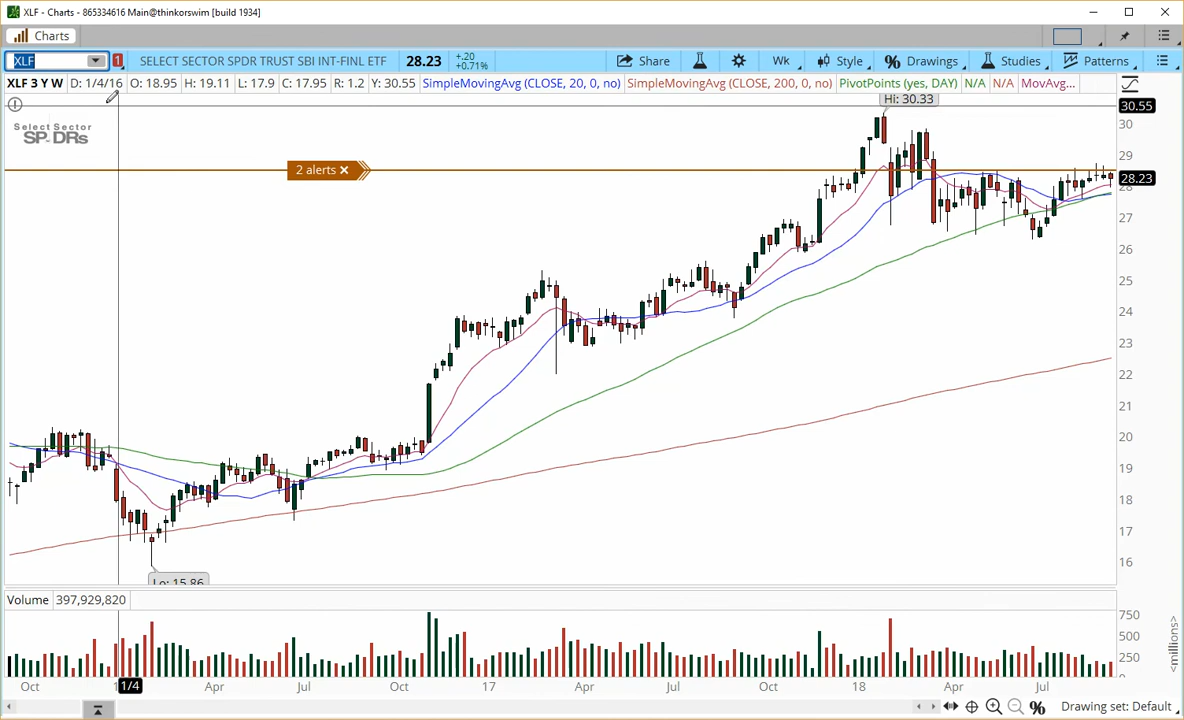 XLF - Charts - 865334616 Main@thinkorswim [build 1934]
Charts
XLF 1 SELECT SECTOR SPDR TRUST SBI INT-FINL ETF 28.23 +.20 +0.71% Share Wk Style % Drawings Studies Patterns
XLF 3 Y W D: 1/4/16 O: 18.95 H: 19.11 L: 17.9 C: 17.95 R: 1.2 Y: 30.55 SimpleMovingAvg (CLOSE, 20, 0, no) SimpleMovingAvg (CLOSE, 200, 0, no) PivotPoints (yes, DAY) N/A N/A MovAvg...
Hi: 30.33
30.55
30
Select Sector
SPDRs
29
2 alerts ×
28.23
28
27
26
25
24
23
22
21
20
19
18
17
16
Lo: 15.86
Volume 397,929,820
750
500
250
0
<millions>
Oct 1/4 Apr Jul Oct 17 Apr Jul Oct 18 Apr Jul
% Drawing set: Default